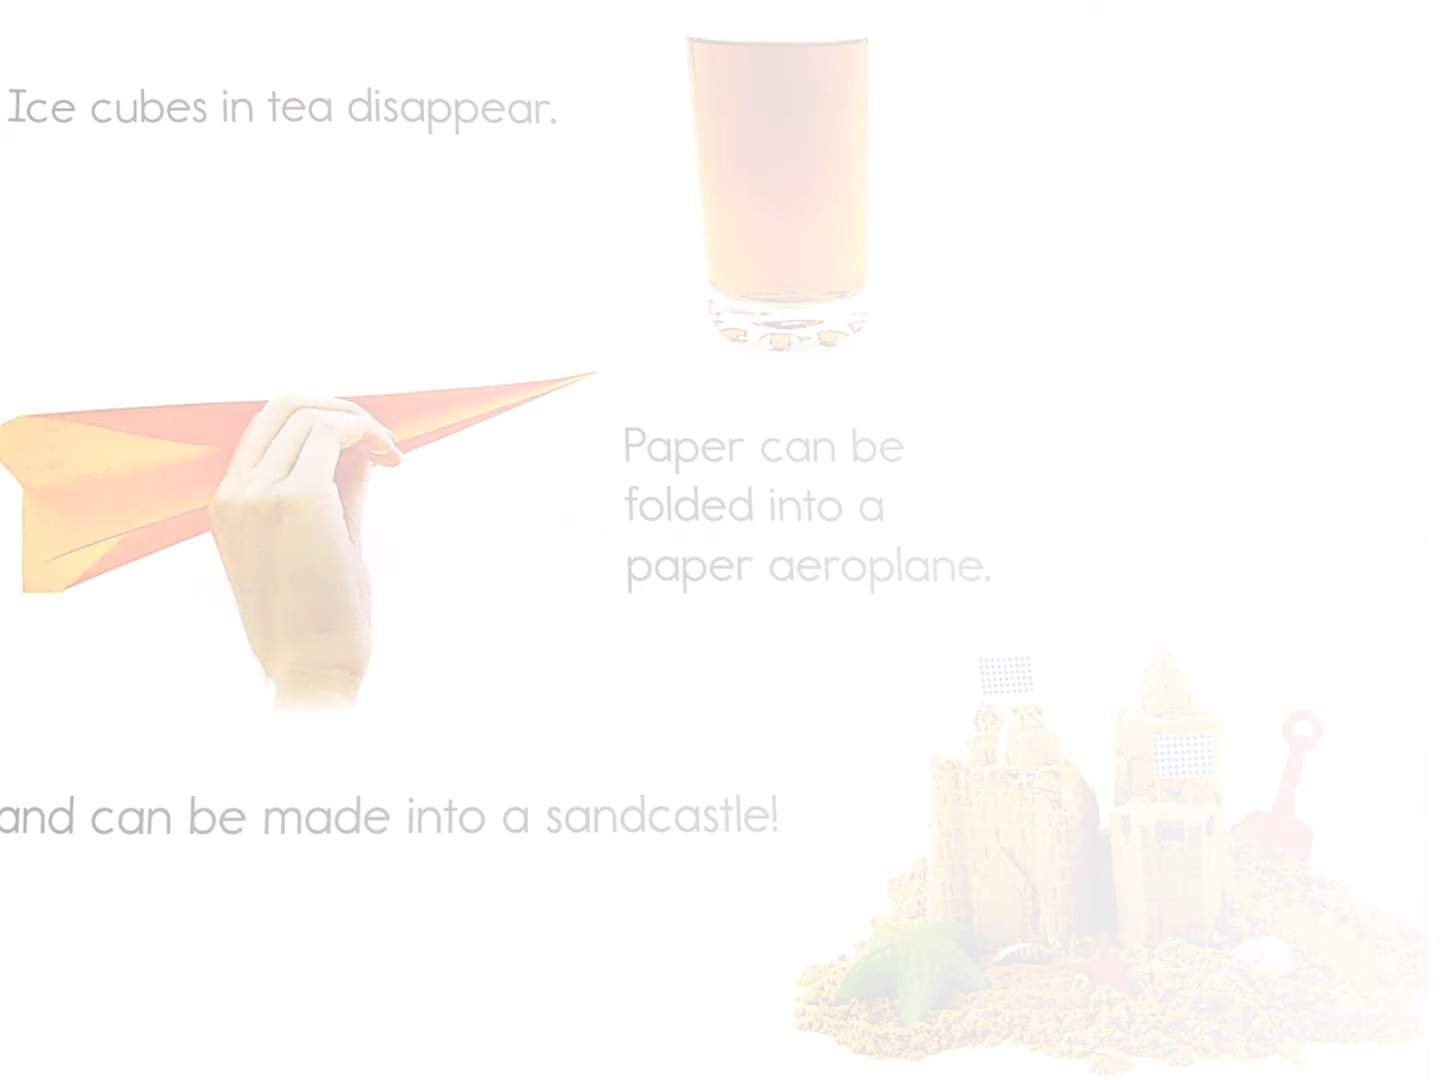 Ice cubes in tea disappear.
Paper can be
folded into a
paper aeroplane.
and can be made into a sandcastle!